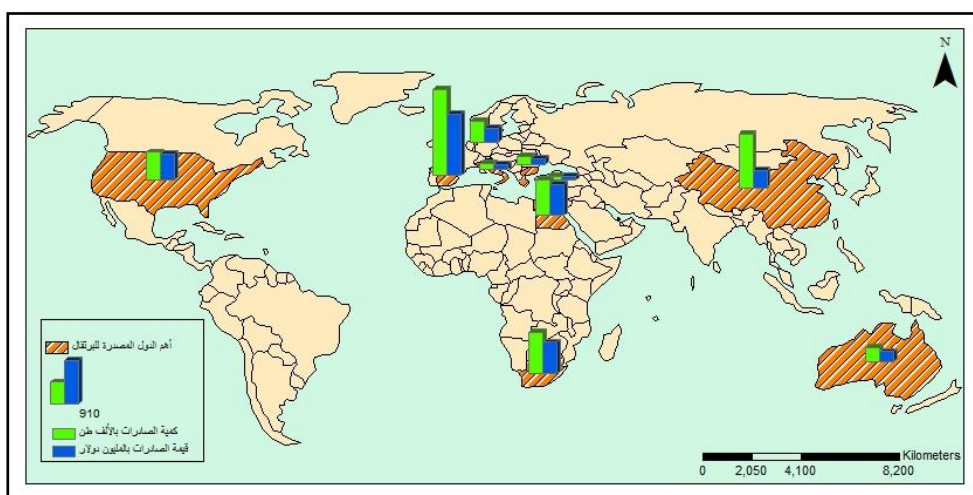 N
أهم الدول المصدرة للبرتقال
910
كمية الصادرات بالألف طن
قيمة الصادرات بالمليون دولار
Kilometers
0 2,050 4,100 8,200